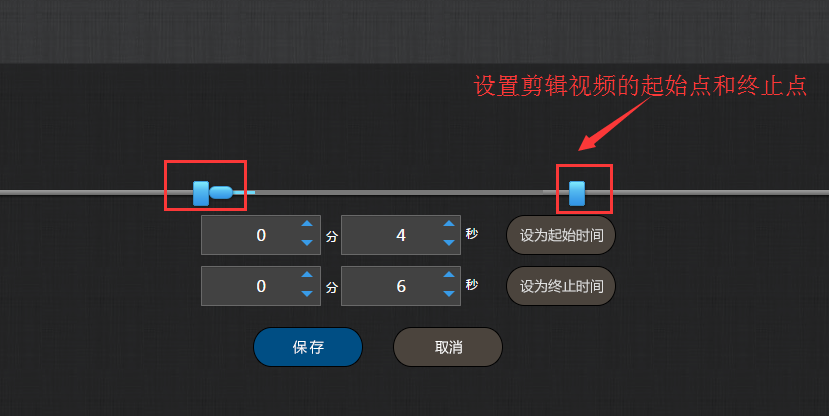 设置剪辑视频的起始点和终止点
0 分 4 秒 设为起始时间
0 分 6 秒 设为终止时间
保存 取消